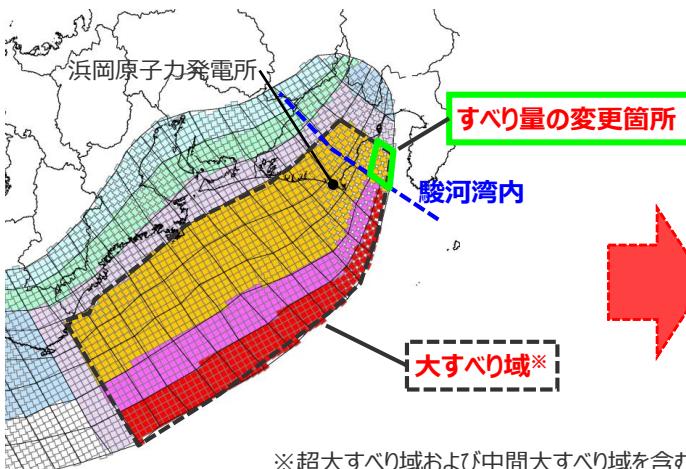 浜岡原子力発電所
すべり量の変更箇所
駿河湾内
大すべり域※
※超大すべり域および中間大すべり域を含む